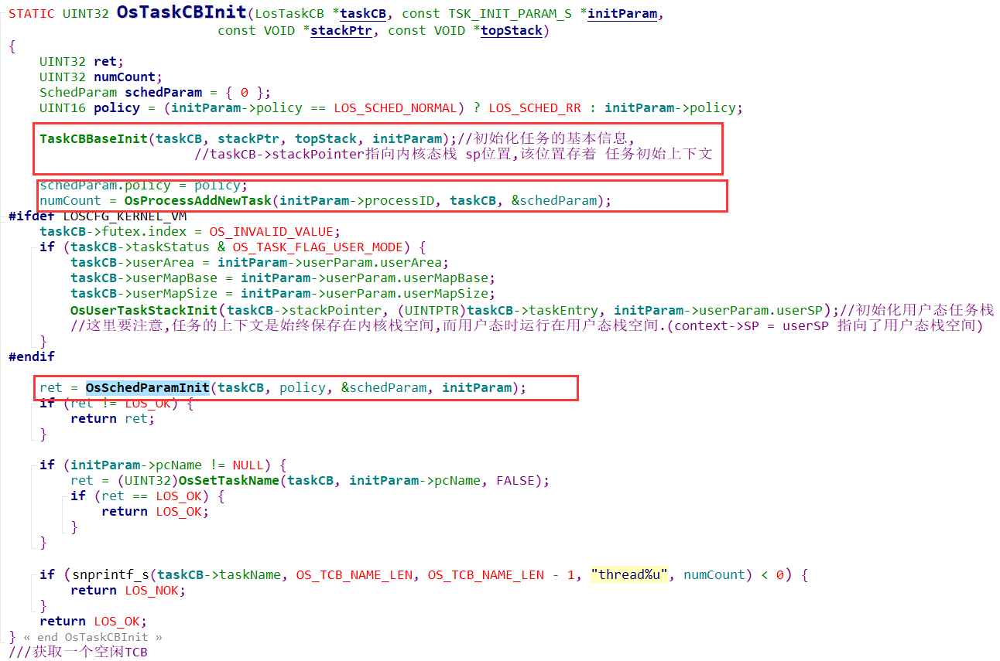 STATIC UINT32 OsTaskCBInit(LosTaskCB *taskCB, const TSK_INIT_PARAM_S *initParam,
const VOID *stackPtr, const VOID *topStack)
{
UINT32 ret;
UINT32 numCount;
SchedParam schedParam = { 0 };
UINT16 policy = (initParam->policy == LOS_SCHED_NORMAL) ? LOS_SCHED_RR : initParam->policy;
TaskCBBaseInit(taskCB, stackPtr, topStack, initParam);//初始化任务的基本信息,
//taskCB->stackPointer指向内核态栈 sp位置,该位置存着 任务初始上下文
schedParam.policy = policy;
numCount = OsProcessAddNewTask(initParam->processID, taskCB, &schedParam);
#ifdef LOSCFG_KERNEL_VM
taskCB->futex.index = OS_INVALID_VALUE;
if (taskCB->taskStatus & OS_TASK_FLAG_USER_MODE) {
taskCB->userArea = initParam->userParam.userArea;
taskCB->userMapBase = initParam->userParam.userMapBase;
taskCB->userMapSize = initParam->userParam.userMapSize;
OsUserTaskStackInit(taskCB->stackPointer, (UINTPTR)taskCB->taskEntry, initParam->userParam.userSP);//初始化用户态任务栈
//这里要注意,任务的上下文是始终保存在内核栈空间,而用户态时运行在用户态栈空间.(context->SP = userSP 指向了用户态栈空间)
}
#endif
ret = OsSchedParamInit(taskCB, policy, &schedParam, initParam);
if (ret != LOS_OK) {
return ret;
}
if (initParam->pcName != NULL) {
ret = (UINT32)OsSetTaskName(taskCB, initParam->pcName, FALSE);
if (ret == LOS_OK) {
return LOS_OK;
}
}
if (snprintf_s(taskCB->taskName, OS_TCB_NAME_LEN, OS_TCB_NAME_LEN - 1, "thread%u", numCount) < 0) {
return LOS_NOK;
}
return LOS_OK;
} « end OsTaskCBInit »
///获取一个空闲TCB